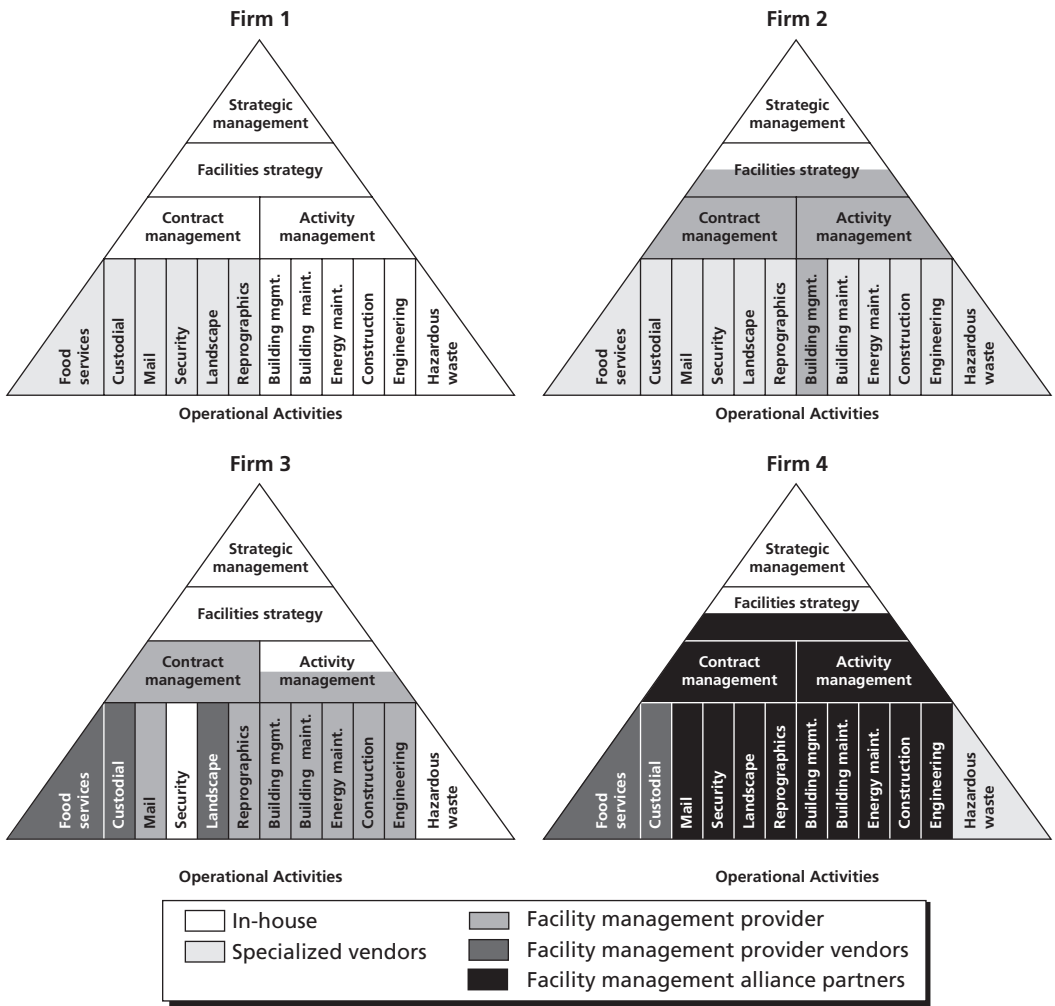 Firm 1
Strategic
management
Facilities strategy
Contract
management
Activity
management
Food
services
Custodial
Mail
Security
Landscape
Reprographics
Building mgmt.
Building maint.
Energy maint.
Construction
Engineering
Hazardous
waste
Operational Activities
Firm 2
Strategic
management
Facilities strategy
Contract
management
Activity
management
Food
services
Custodial
Mail
Security
Landscape
Reprographics
Building mgmt.
Building maint.
Energy maint.
Construction
Engineering
Hazardous
waste
Operational Activities
Firm 3
Strategic
management
Facilities strategy
Contract
management
Activity
management
Food
services
Custodial
Mail
Security
Landscape
Reprographics
Building mgmt.
Building maint.
Energy maint.
Construction
Engineering
Hazardous
waste
Operational Activities
Firm 4
Strategic
management
Facilities strategy
Contract
management
Activity
management
Food
services
Custodial
Mail
Security
Landscape
Reprographics
Building mgmt.
Building maint.
Energy maint.
Construction
Engineering
Hazardous
waste
Operational Activities
In-house
Specialized vendors
Facility management provider
Facility management provider vendors
Facility management alliance partners